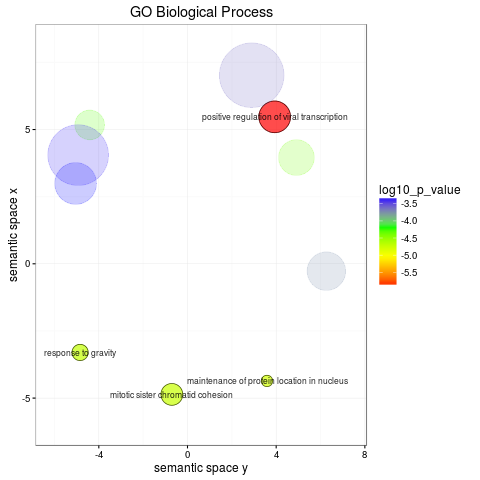 GO Biological Process
positive regulation of viral transcription
response to gravity
maintenance of protein location in nucleus
mitotic sister chromatid cohesion
5
0
-5
-4
0
4
8
semantic space x
semantic space y
log10_p_value
-3.5
-4.0
-4.5
-5.0
-5.5